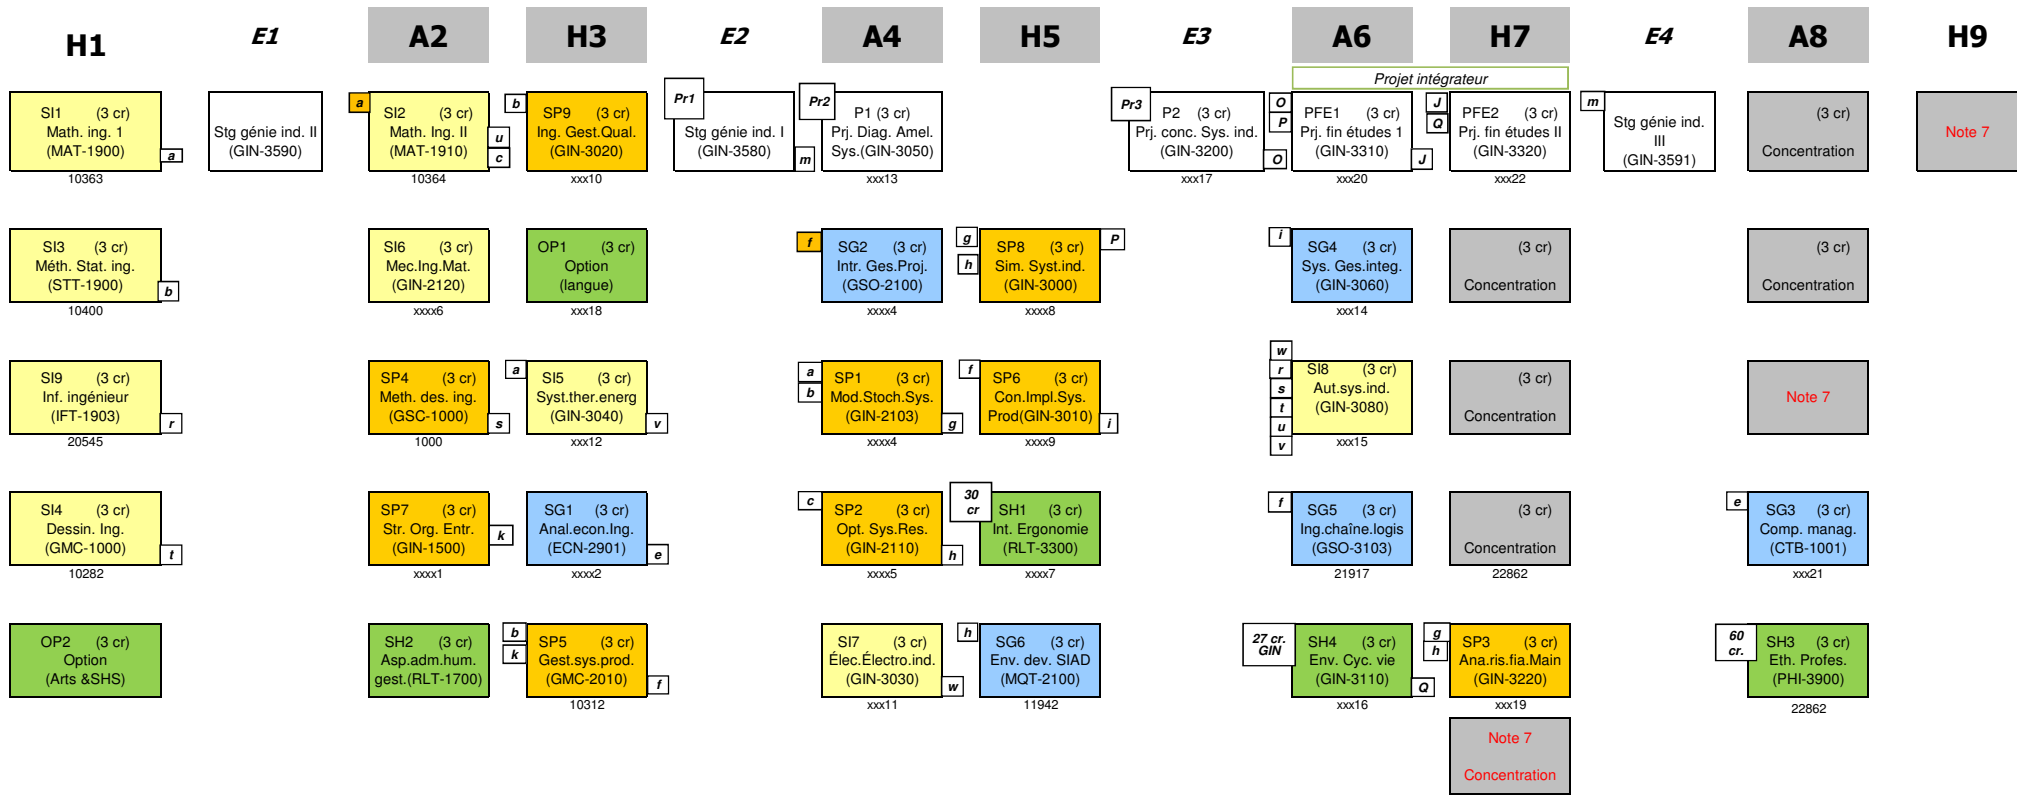 H1 E1 A2 H3 E2 A4 H5 E3 A6 H7 E4 A8 H9
Projet intégrateur
SI1 (3 cr)
Math. ing. 1
(MAT-1900)
a
10363
Stg génie ind. II
(GIN-3590)
a
SI2 (3 cr)
Math. Ing. II
(MAT-1910)
u
c
10364
b
SP9 (3 cr)
Ing. Gest.Qual.
(GIN-3020)
xxx10
Pr1
Stg génie ind. I
(GIN-3580)
m
Pr2
P1 (3 cr)
Prj. Diag. Amel.
Sys.(GIN-3050)
xxx13
Pr3
P2 (3 cr)
Prj. conc. Sys. ind.
(GIN-3200)
O
xxx17
O
P
PFE1 (3 cr)
Prj. fin études 1
(GIN-3310)
J
xxx20
J
Q
PFE2 (3 cr)
Prj. fin études II
(GIN-3320)
xxx22
m
Stg génie ind.
III
(GIN-3591)
(3 cr)
Concentration
Note 7
SI3 (3 cr)
Méth. Stat. ing.
(STT-1900)
b
10400
SI6 (3 cr)
Mec.Ing.Mat.
(GIN-2120)
xxxx6
OP1 (3 cr)
Option
(langue)
xxx18
f
SG2 (3 cr)
Intr. Ges.Proj.
(GSO-2100)
xxxx4
g
h
SP8 (3 cr)
Sim. Syst.ind.
(GIN-3000)
P
xxxx8
i
SG4 (3 cr)
Sys. Ges.integ.
(GIN-3060)
xxx14
(3 cr)
Concentration
(3 cr)
Concentration
SI9 (3 cr)
Inf. ingénieur
(IFT-1903)
r
20545
SP4 (3 cr)
Meth. des. ing.
(GSC-1000)
s
1000
a
SI5 (3 cr)
Syst.ther.energ
(GIN-3040)
v
xxx12
a
b
SP1 (3 cr)
Mod.Stoch.Sys.
(GIN-2103)
g
xxxx4
f
SP6 (3 cr)
Con.Impl.Sys.
Prod(GIN-3010)
i
xxxx9
w
r
s
t
u
v
SI8 (3 cr)
Aut.sys.ind.
(GIN-3080)
xxx15
(3 cr)
Concentration
Note 7
SI4 (3 cr)
Dessin. Ing.
(GMC-1000)
t
10282
SP7 (3 cr)
Str. Org. Entr.
(GIN-1500)
k
xxxx1
SG1 (3 cr)
Anal.econ.Ing.
(ECN-2901)
e
xxxx2
c
SP2 (3 cr)
Opt. Sys.Res.
(GIN-2110)
h
xxxx5
30
cr
SH1 (3 cr)
Int. Ergonomie
(RLT-3300)
xxxx7
f
SG5 (3 cr)
Ing.chaîne.logis
(GSO-3103)
21917
(3 cr)
Concentration
22862
e
SG3 (3 cr)
Comp. manag.
(CTB-1001)
xxx21
OP2 (3 cr)
Option
(Arts &SHS)
SH2 (3 cr)
Asp.adm.hum.
gest.(RLT-1700)
b
k
SP5 (3 cr)
Gest.sys.prod.
(GMC-2010)
f
10312
SI7 (3 cr)
Élec.Électro.ind.
(GIN-3030)
w
xxx11
h
SG6 (3 cr)
Env. dev. SIAD
(MQT-2100)
11942
27 cr.
GIN
SH4 (3 cr)
Env. Cyc. vie
(GIN-3110)
Q
xxx16
g
h
SP3 (3 cr)
Ana.ris.fia.Main
(GIN-3220)
xxx19
60
cr.
SH3 (3 cr)
Eth. Profes.
(PHI-3900)
22862
Note 7
Concentration